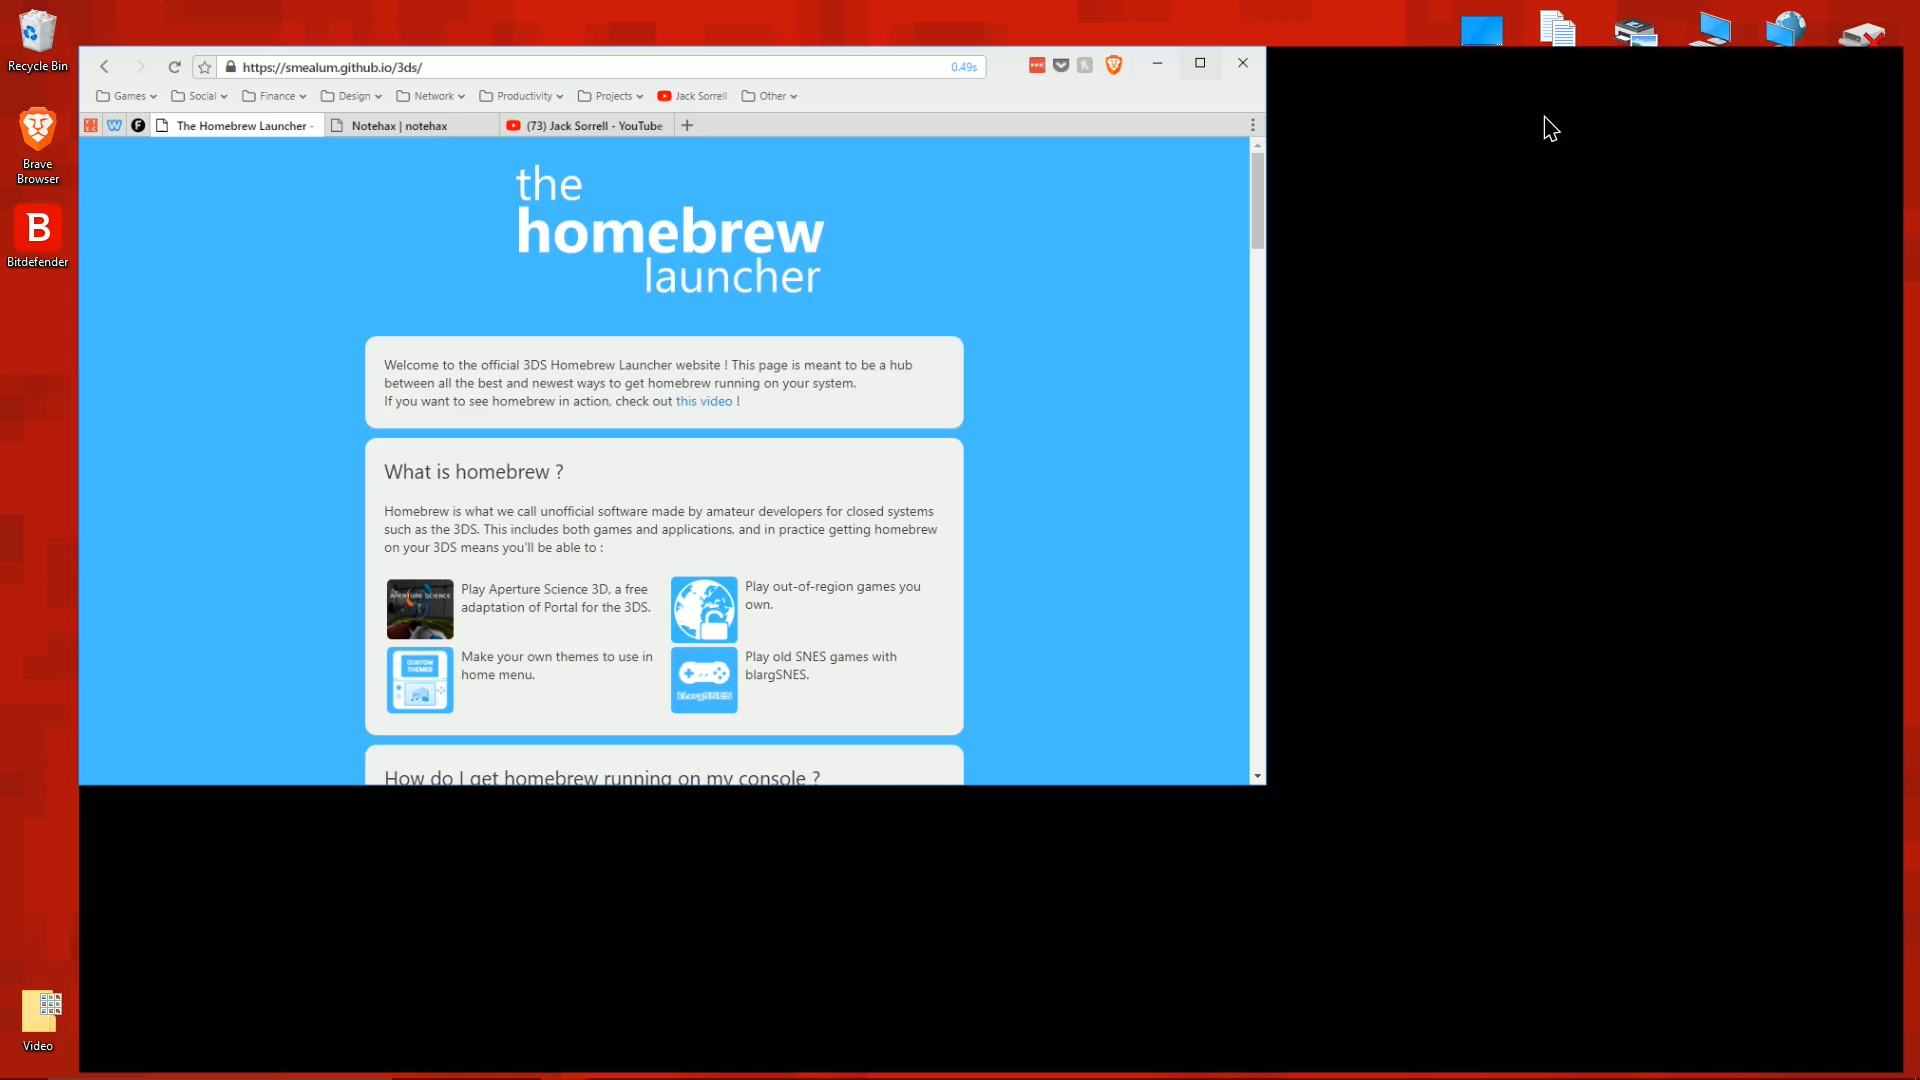 Recycle Bin
Brave
Browser
Bitdefender
Video
https://smealum.github.io/3ds/
0.49s
Games
Social
Finance
Design
Network
Productivity
Projects
Jack Sorrell
Other
The Homebrew Launcher -
Notehax | notehax
(73) Jack Sorrell - YouTube
the
homebrew
launcher
Welcome to the official 3DS Homebrew Launcher website ! This page is meant to be a hub
between all the best and newest ways to get homebrew running on your system.
If you want to see homebrew in action, check out this video !
What is homebrew ?
Homebrew is what we call unofficial software made by amateur developers for closed systems
such as the 3DS. This includes both games and applications, and in practice getting homebrew
on your 3DS means you'll be able to :
APERTURE SCIENCE
Play Aperture Science 3D, a free
adaptation of Portal for the 3DS.
Play out-of-region games you
own.
CUSTOM
THEMES
Make your own themes to use in
home menu.
blargSNES
Play old SNES games with
blargSNES.
How do I get homebrew running on my console ?